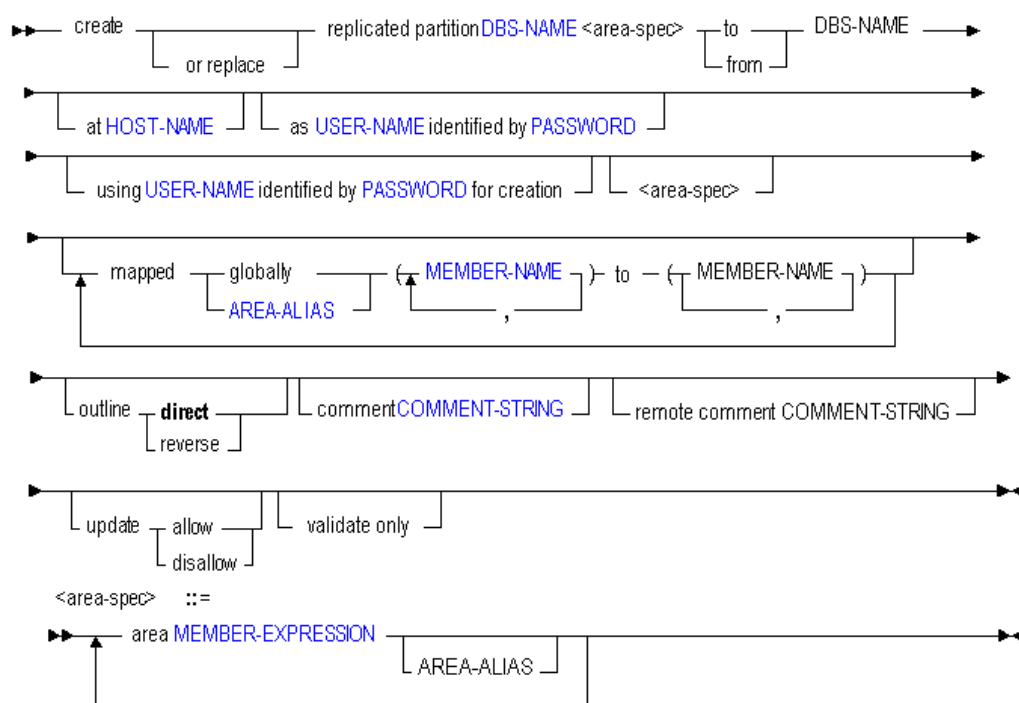 create replicated partition DBS-NAME <area-spec> to DBS-NAME
or replace from
at HOST-NAME as USER-NAME identified by PASSWORD
using USER-NAME identified by PASSWORD for creation <area-spec>
mapped globally ( MEMBER-NAME ) to ( MEMBER-NAME )
AREA-ALIAS , ,
outline direct comment COMMENT-STRING remote comment COMMENT-STRING
reverse
update allow validate only
disallow
<area-spec> ::=
area MEMBER-EXPRESSION
AREA-ALIAS